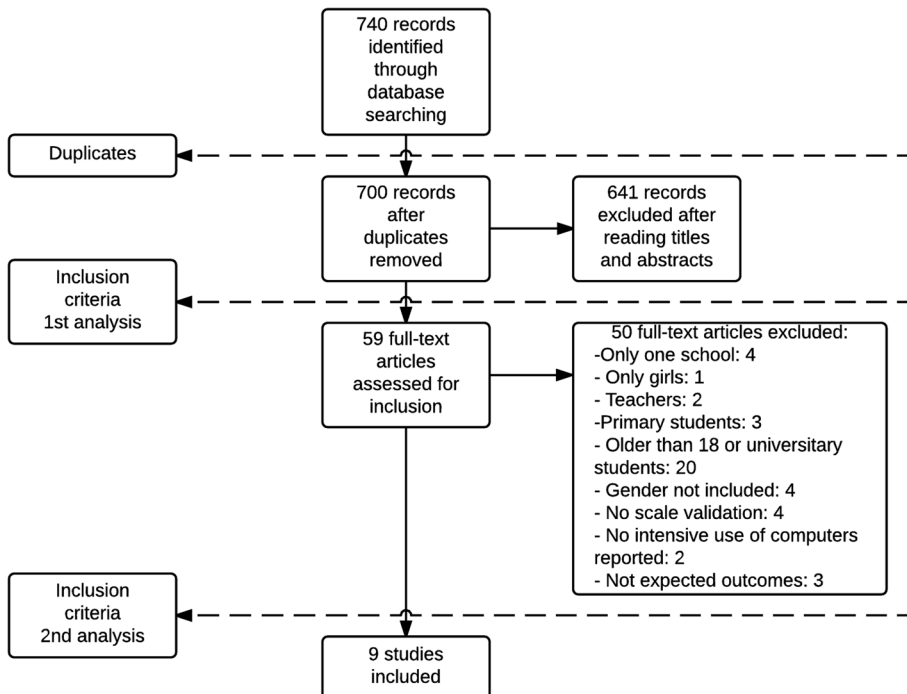 740 records
identified
through
database
searching
Duplicates
700 records
after
duplicates
removed
641 records
excluded after
reading titles
and abstracts
Inclusion
criteria
1st analysis
59 full-text
articles
assessed for
inclusion
50 full-text articles excluded:
-Only one school: 4
- Only girls: 1
- Teachers: 2
-Primary students: 3
- Older than 18 or universitary
students: 20
- Gender not included: 4
- No scale validation: 4
- No intensive use of computers
reported: 2
- Not expected outcomes: 3
Inclusion
criteria
2nd analysis
9 studies
included